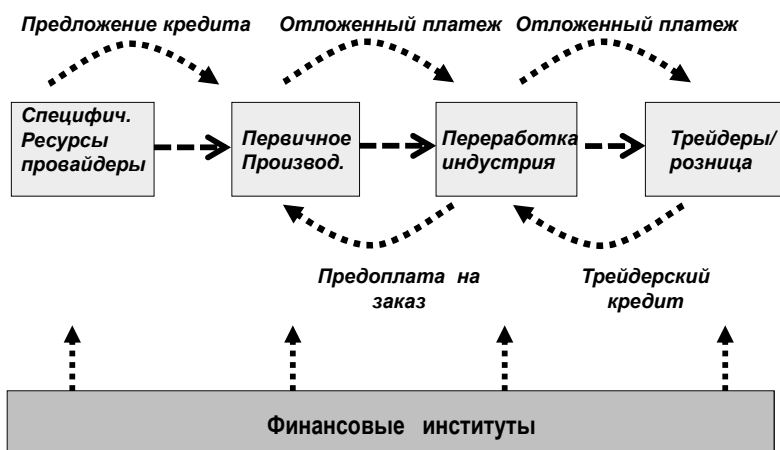 Предложение кредита
Отложенный платеж
Отложенный платеж
Специфич.
Ресурсы
провайдеры
Первичное
Производ.
Переработка
индустрия
Трейдеры/
розница
Предоплата на
заказ
Трейдерский
кредит
Финансовые институты